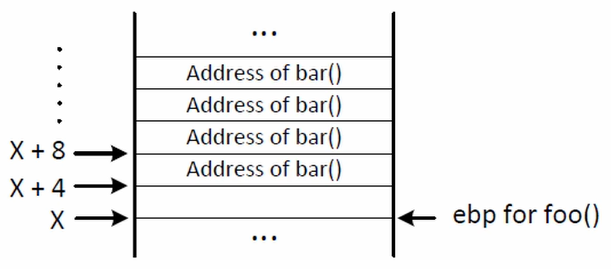 ...
Address of bar()
Address of bar()
Address of bar()
X + 8
Address of bar()
X + 4
X
ebp for foo()
...